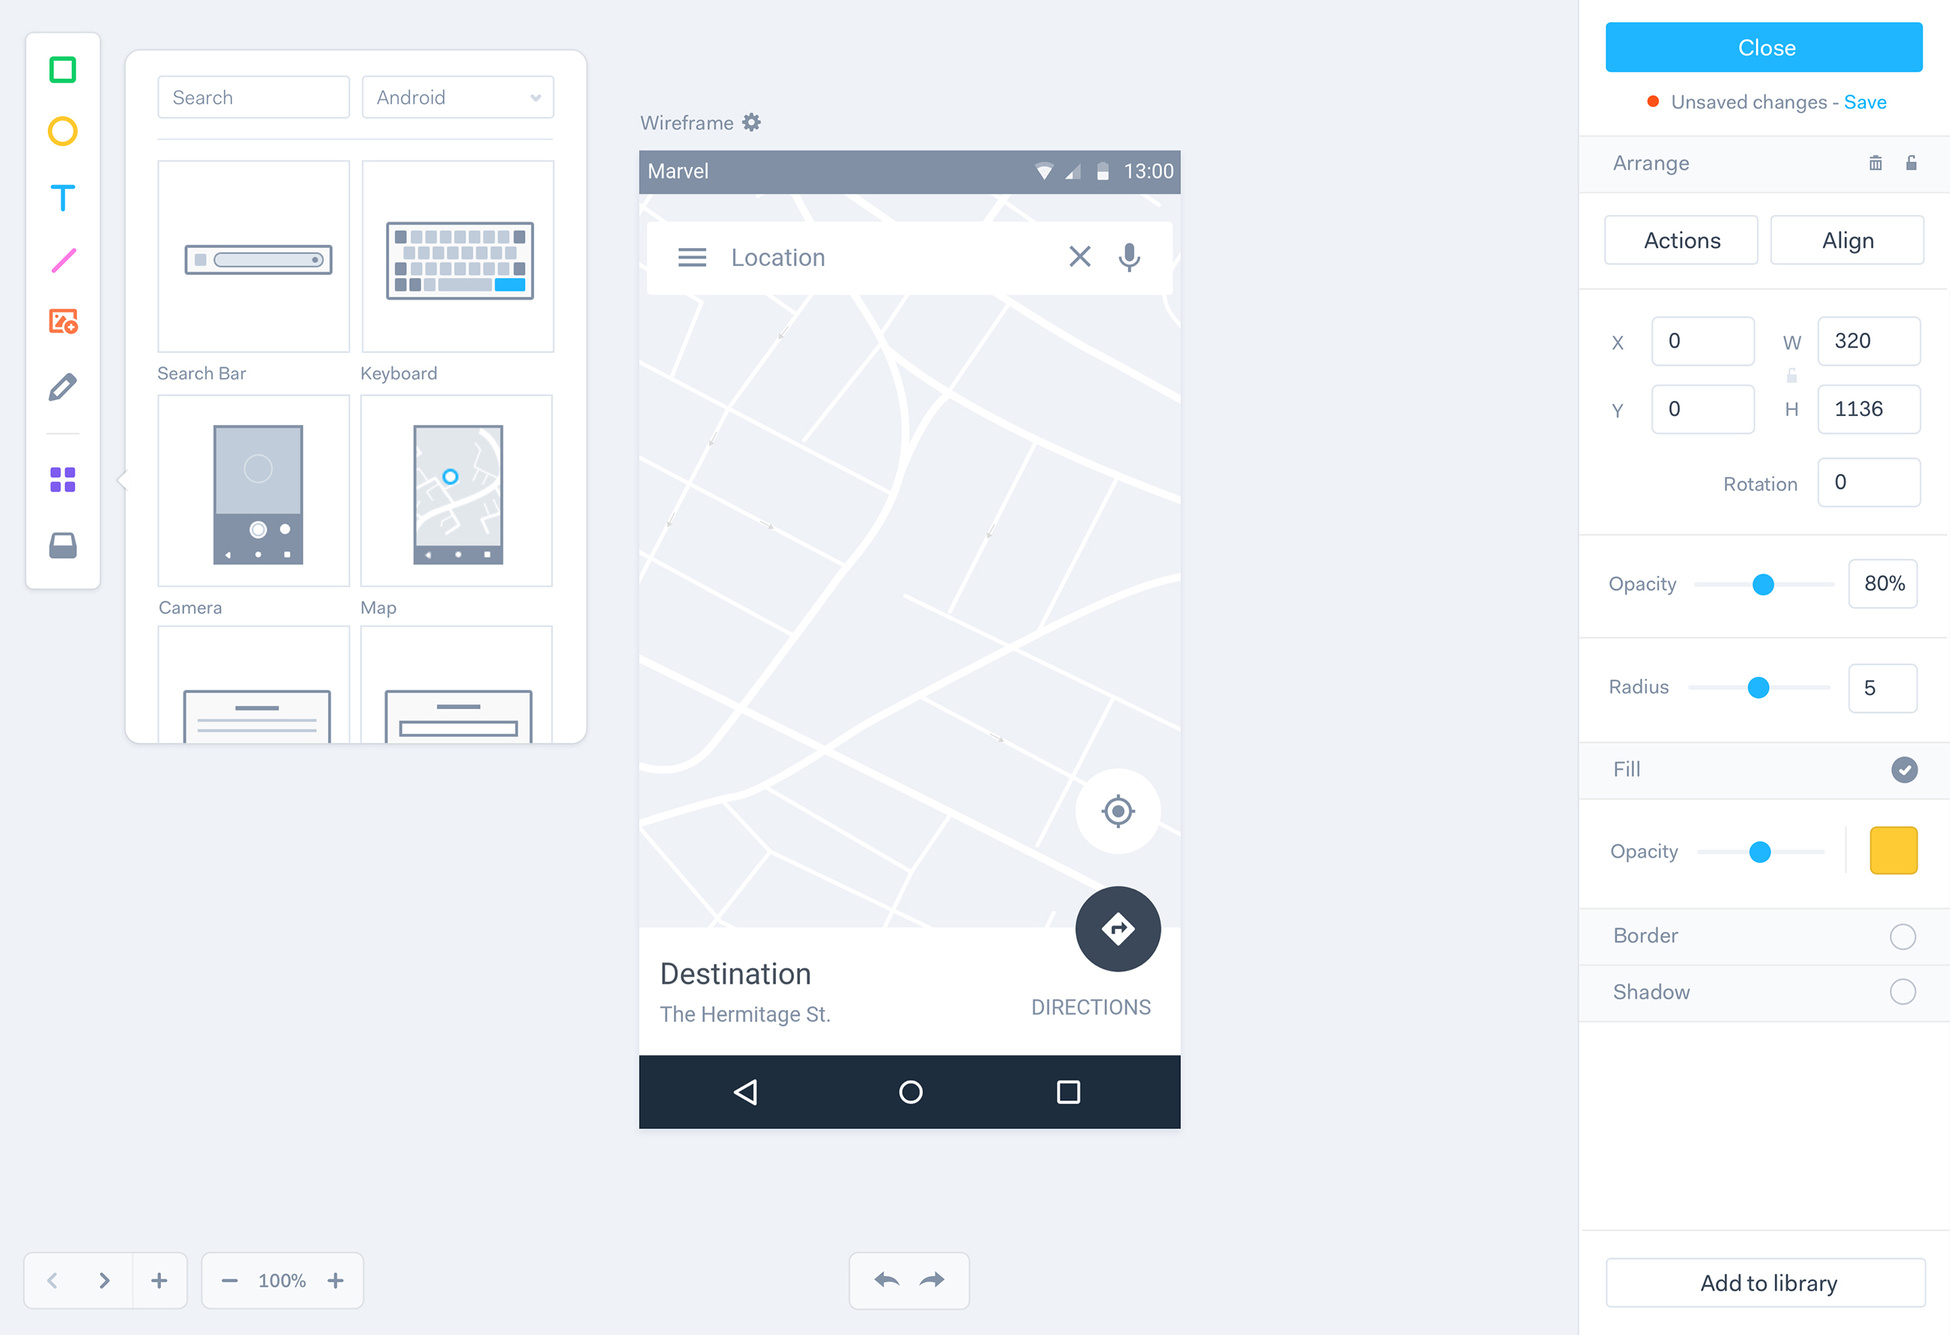 Search
Android
Search Bar
Keyboard
Camera
Map
Wireframe
Marvel
13:00
Location
Destination
The Hermitage St.
DIRECTIONS
100%
Close
Unsaved changes - Save
Arrange
Actions
Align
X
0
W
320
Y
0
H
1136
Rotation
0
Opacity
80%
Radius
5
Fill
Opacity
Border
Shadow
Add to library